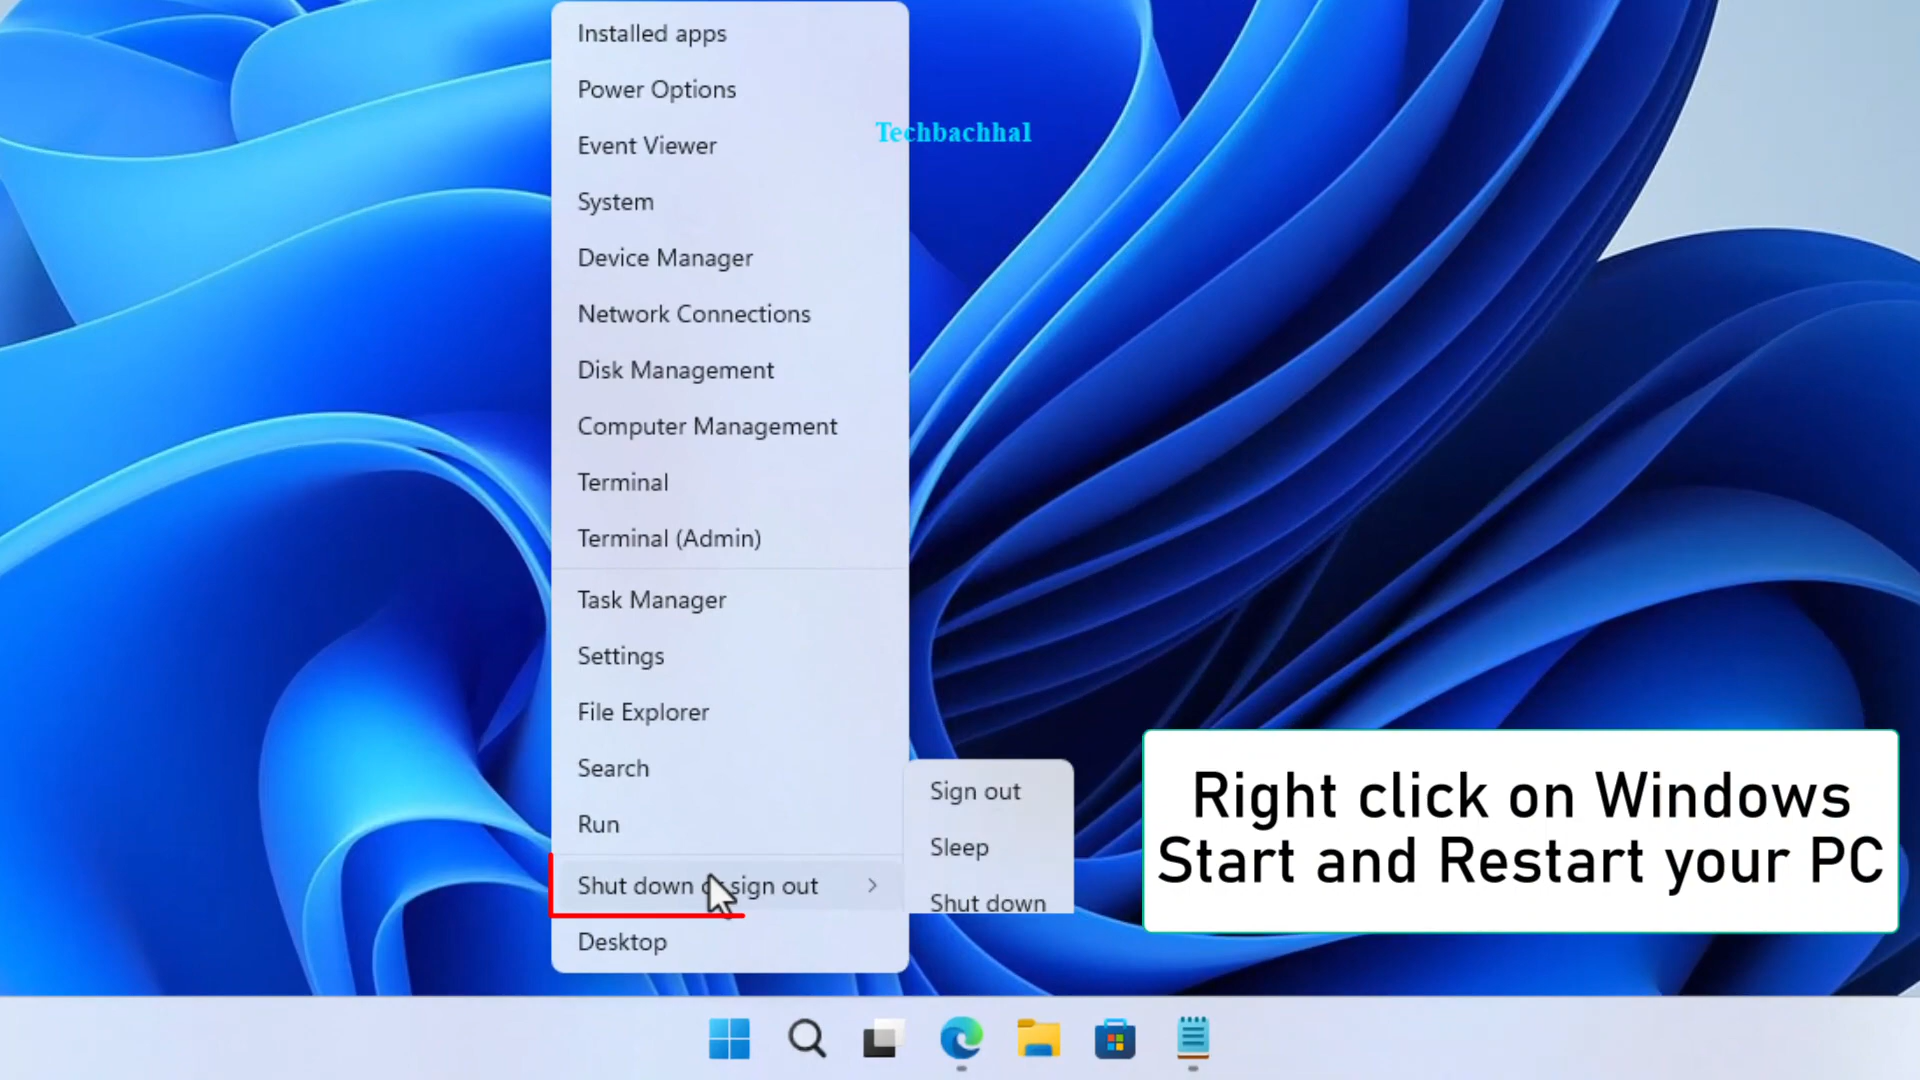 Installed apps
Power Options
Techbachhal
Event Viewer
System
Device Manager
Network Connections
Disk Management
Computer Management
Terminal
Terminal (Admin)
Task Manager
Settings
File Explorer
Search
Run
Shut down or sign out
Desktop
Sign out
Sleep
Shut down
Right click on Windows
Start and Restart your PC